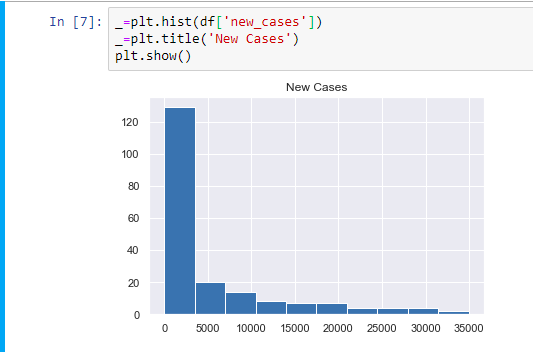 In [7]: _=plt.hist(df['new_cases'])
_=plt.title('New Cases')
plt.show()
New Cases
120
100
80
60
40
20
0
0 5000 10000 15000 20000 25000 30000 35000